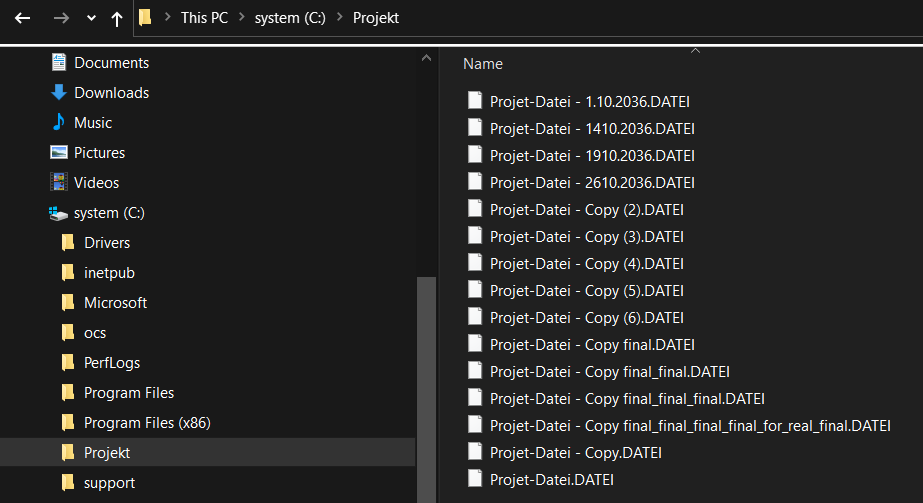 This PC > system (C:) > Projekt
Documents
Downloads
Music
Pictures
Videos
system (C:)
Drivers
inetpub
Microsoft
ocs
PerfLogs
Program Files
Program Files (x86)
Projekt
support
Name
Projet-Datei - 1.10.2036.DATEI
Projet-Datei - 1410.2036.DATEI
Projet-Datei - 1910.2036.DATEI
Projet-Datei - 2610.2036.DATEI
Projet-Datei - Copy (2).DATEI
Projet-Datei - Copy (3).DATEI
Projet-Datei - Copy (4).DATEI
Projet-Datei - Copy (5).DATEI
Projet-Datei - Copy (6).DATEI
Projet-Datei - Copy final.DATEI
Projet-Datei - Copy final_final.DATEI
Projet-Datei - Copy final_final_final.DATEI
Projet-Datei - Copy final_final_final_final_for_real_final.DATEI
Projet-Datei - Copy.DATEI
Projet-Datei.DATEI